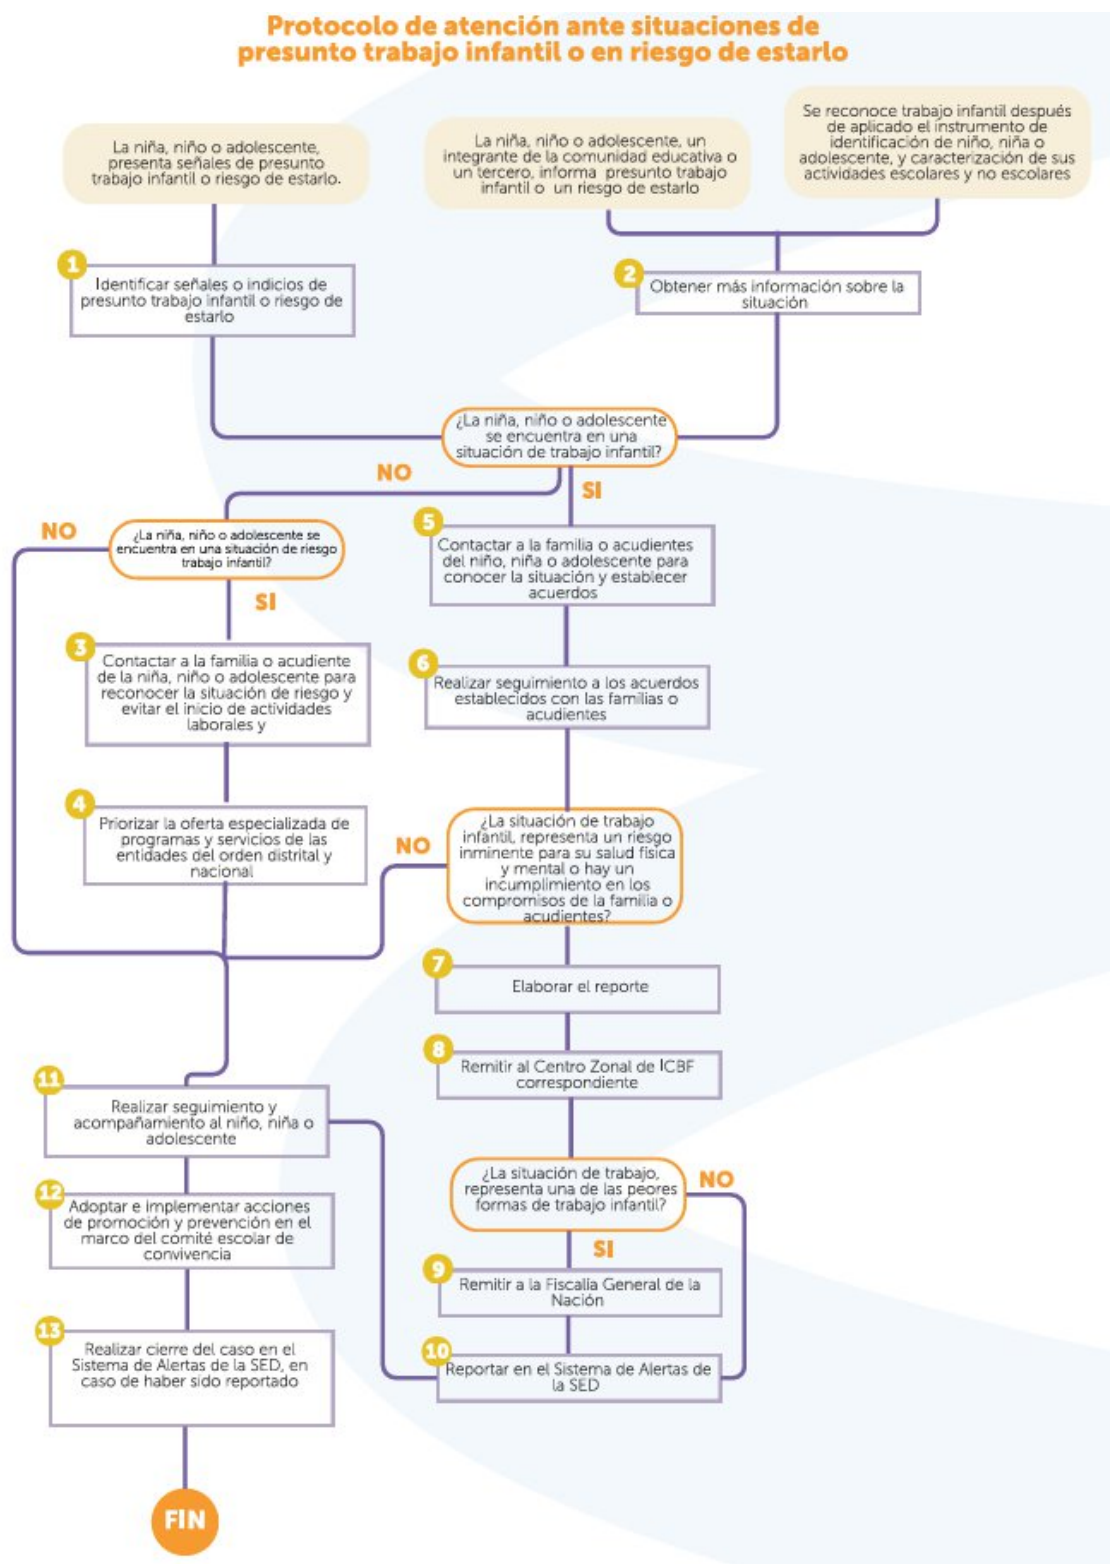 Protocolo de atención ante situaciones de
presunto trabajo infantil o en riesgo de estarlo
La niña, niño o adolescente,
presenta señales de presunto
trabajo infantil o riesgo de estarlo.
La niña, niño o adolescente, un
integrante de la comunidad educativa o
un tercero, informa presunto trabajo
infantil o un riesgo de estarlo
Se reconoce trabajo infantil después
de aplicado el instrumento de
identificación de niño, niña o
adolescente, y caracterización de sus
actividades escolares y no escolares
1
Identificar señales o indicios de
presunto trabajo infantil o riesgo de
estarlo
2
Obtener más información sobre la
situación
¿La niña, niño o adolescente
se encuentra en una
situación de trabajo infantil?
NO
SI
NO
¿La niña, niño o adolescente se
encuentra en una situación de riesgo
trabajo infantil?
SI
5
Contactar a la familia o acudientes
del niño, niña o adolescente para
conocer la situación y establecer
acuerdos
3
Contactar a la familia o acudiente
de la niña, niño o adolescente para
reconocer la situación de riesgo y
evitar el inicio de actividades
laborales y
6
Realizar seguimiento a los acuerdos
establecidos con las familias o
acudientes
4
Priorizar la oferta especializada de
programas y servicios de las
entidades del orden distrital y
nacional
NO
¿La situación de trabajo
infantil, representa un riesgo
inminente para su salud física
y mental o hay un
incumplimiento en los
compromisos de la familia o
acudientes?
7
Elaborar el reporte
8
Remitir al Centro Zonal de ICBF
correspondiente
11
Realizar seguimiento y
acompañamiento al niño, niña o
adolescente
¿La situación de trabajo,
representa una de las peores
formas de trabajo infantil?
NO
SI
12
Adoptar e implementar acciones
de promoción y prevención en el
marco del comité escolar de
convivencia
9
Remitir a la Fiscalía General de la
Nación
13
Realizar cierre del caso en el
Sistema de Alertas de la SED, en
caso de haber sido reportado
10
Reportar en el Sistema de Alertas de
la SED
FIN